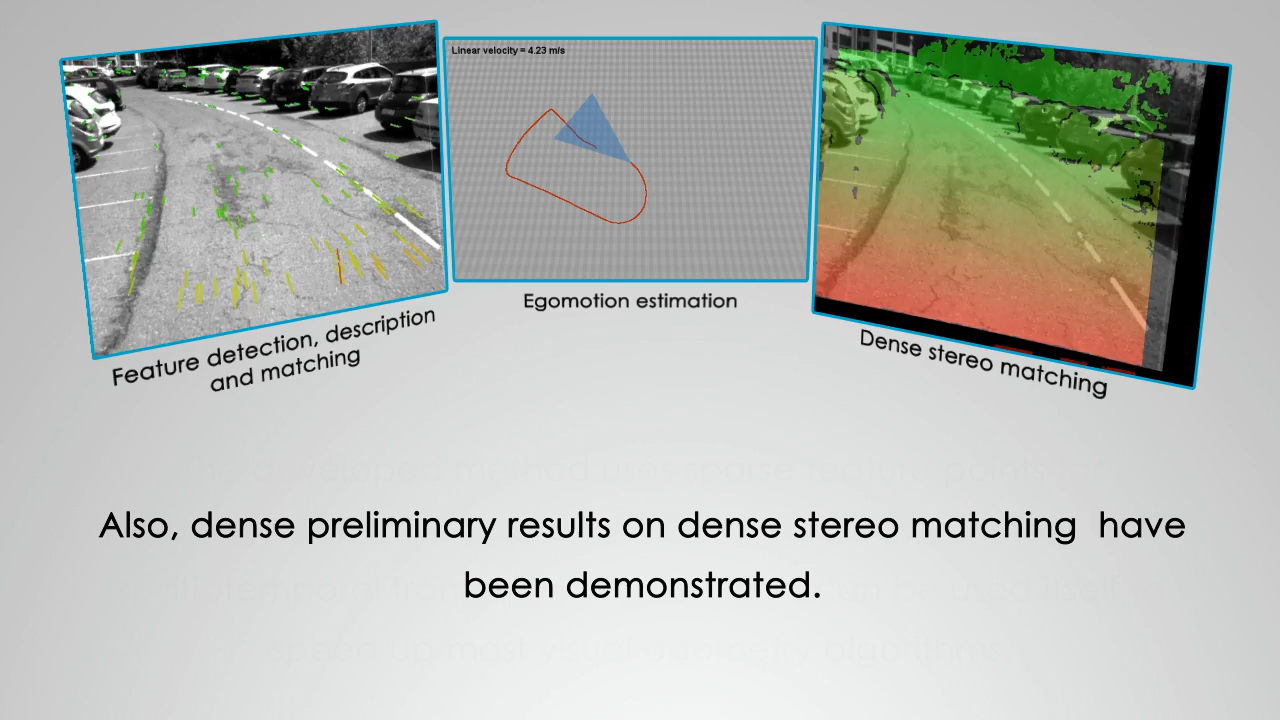 Linear velocity = 4.23 m/s
Feature detection, description
and matching
Egomotion estimation
Dense stereo matching
Also, dense preliminary results on dense stereo matching have
been demonstrated.